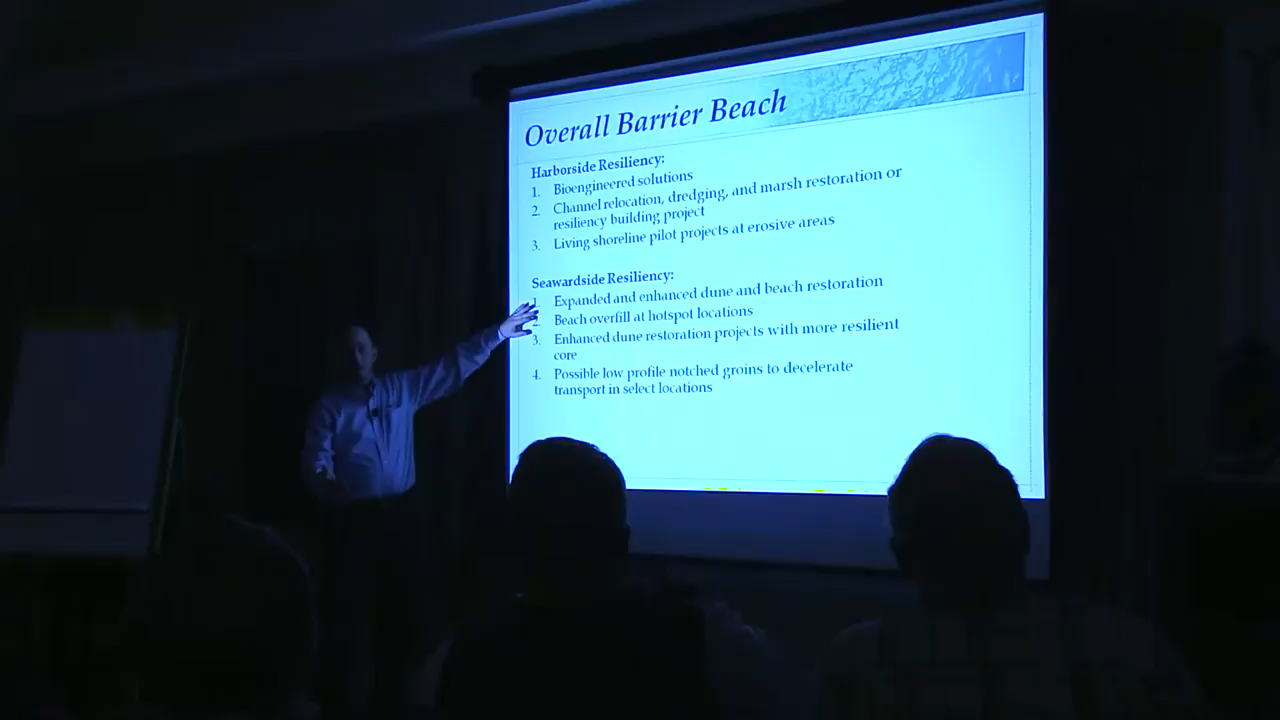 Overall Barrier Beach
Harborside Resiliency:
1. Bioengineered solutions
2. Channel relocation, dredging, and marsh restoration or
resiliency building project
3. Living shoreline pilot projects at erosive areas
Seawardside Resiliency:
1. Expanded and enhanced dune and beach restoration
2. Beach overfill at hotspot locations
3. Enhanced dune restoration projects with more resilient
core
4. Possible low profile notched groins to decelerate
transport in select locations